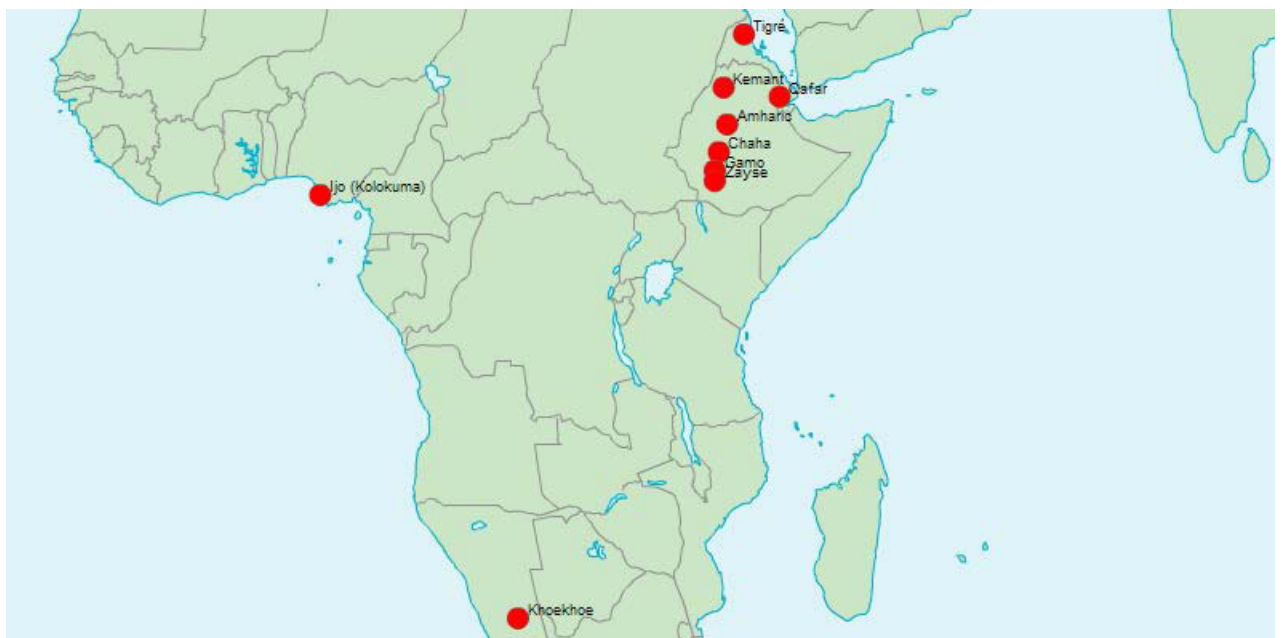 Tigré
Kemant
Qafar
Amharic
Chaha
Gamo
Zayse
Ijo (Kolokuma)
Khoekhoe